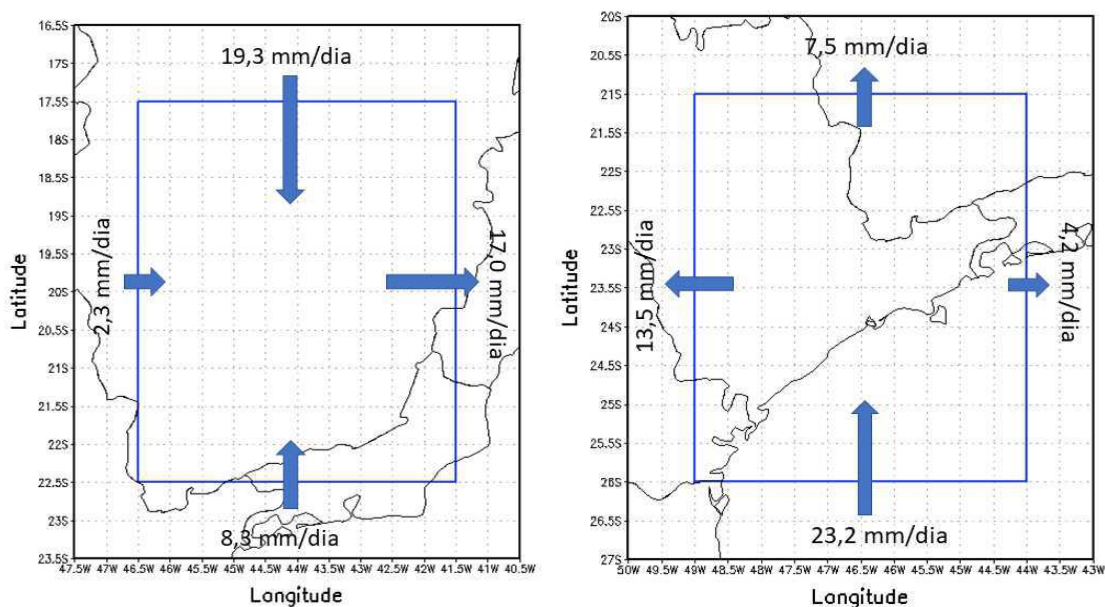 16.5S
17S
17.5S
18S
18.5S
19S
19.5S
20S
20.5S
21S
21.5S
22S
22.5S
23S
23.5S
Latitude
19,3 mm/dia
2,3 mm/dia
17,0 mm/dia
8,3 mm/dia
47.5W 47W 46.5W 46W 45.5W 45W 44.5W 44W 43.5W 43W 42.5W 42W 41.5W 41W 40.5W
Longitude
20S
20.5S
21S
21.5S
22S
22.5S
23S
23.5S
24S
24.5S
25S
25.5S
26S
26.5S
27S
Latitude
7,5 mm/dia
13,5 mm/dia
4,2 mm/dia
23,2 mm/dia
50W 49.5W 49W 48.5W 48W 47.5W 47W 46.5W 46W 45.5W 45W 44.5W 44W 43.5W 43W
Longitude